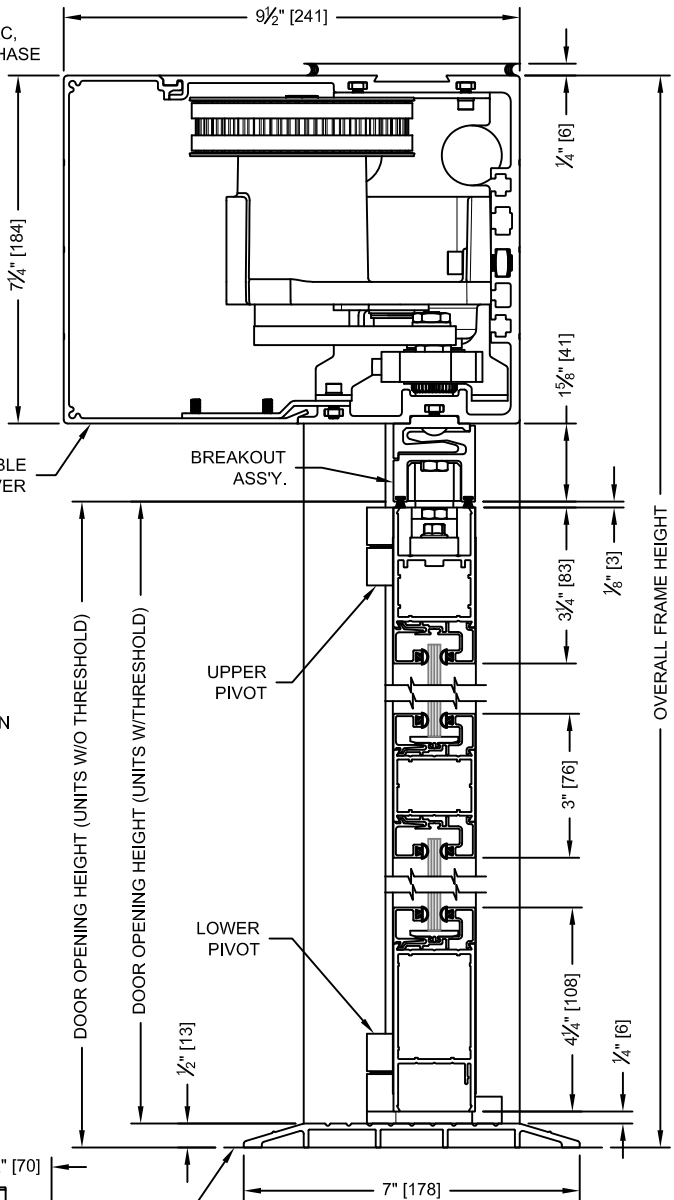 9½" [241]
C,
HASE
¼" [6]
7¼" [184]
1⅝" [41]
BLE
VER
BREAKOUT
ASS'Y.
⅛" [3]
3¼" [83]
OVERALL FRAME HEIGHT
UPPER
PIVOT
DOOR OPENING HEIGHT (UNITS W/O THRESHOLD)
DOOR OPENING HEIGHT (UNITS W/THRESHOLD)
N
3" [76]
LOWER
PIVOT
4¼" [108]
½" [13]
¼" [6]
" [70]
7" [178]